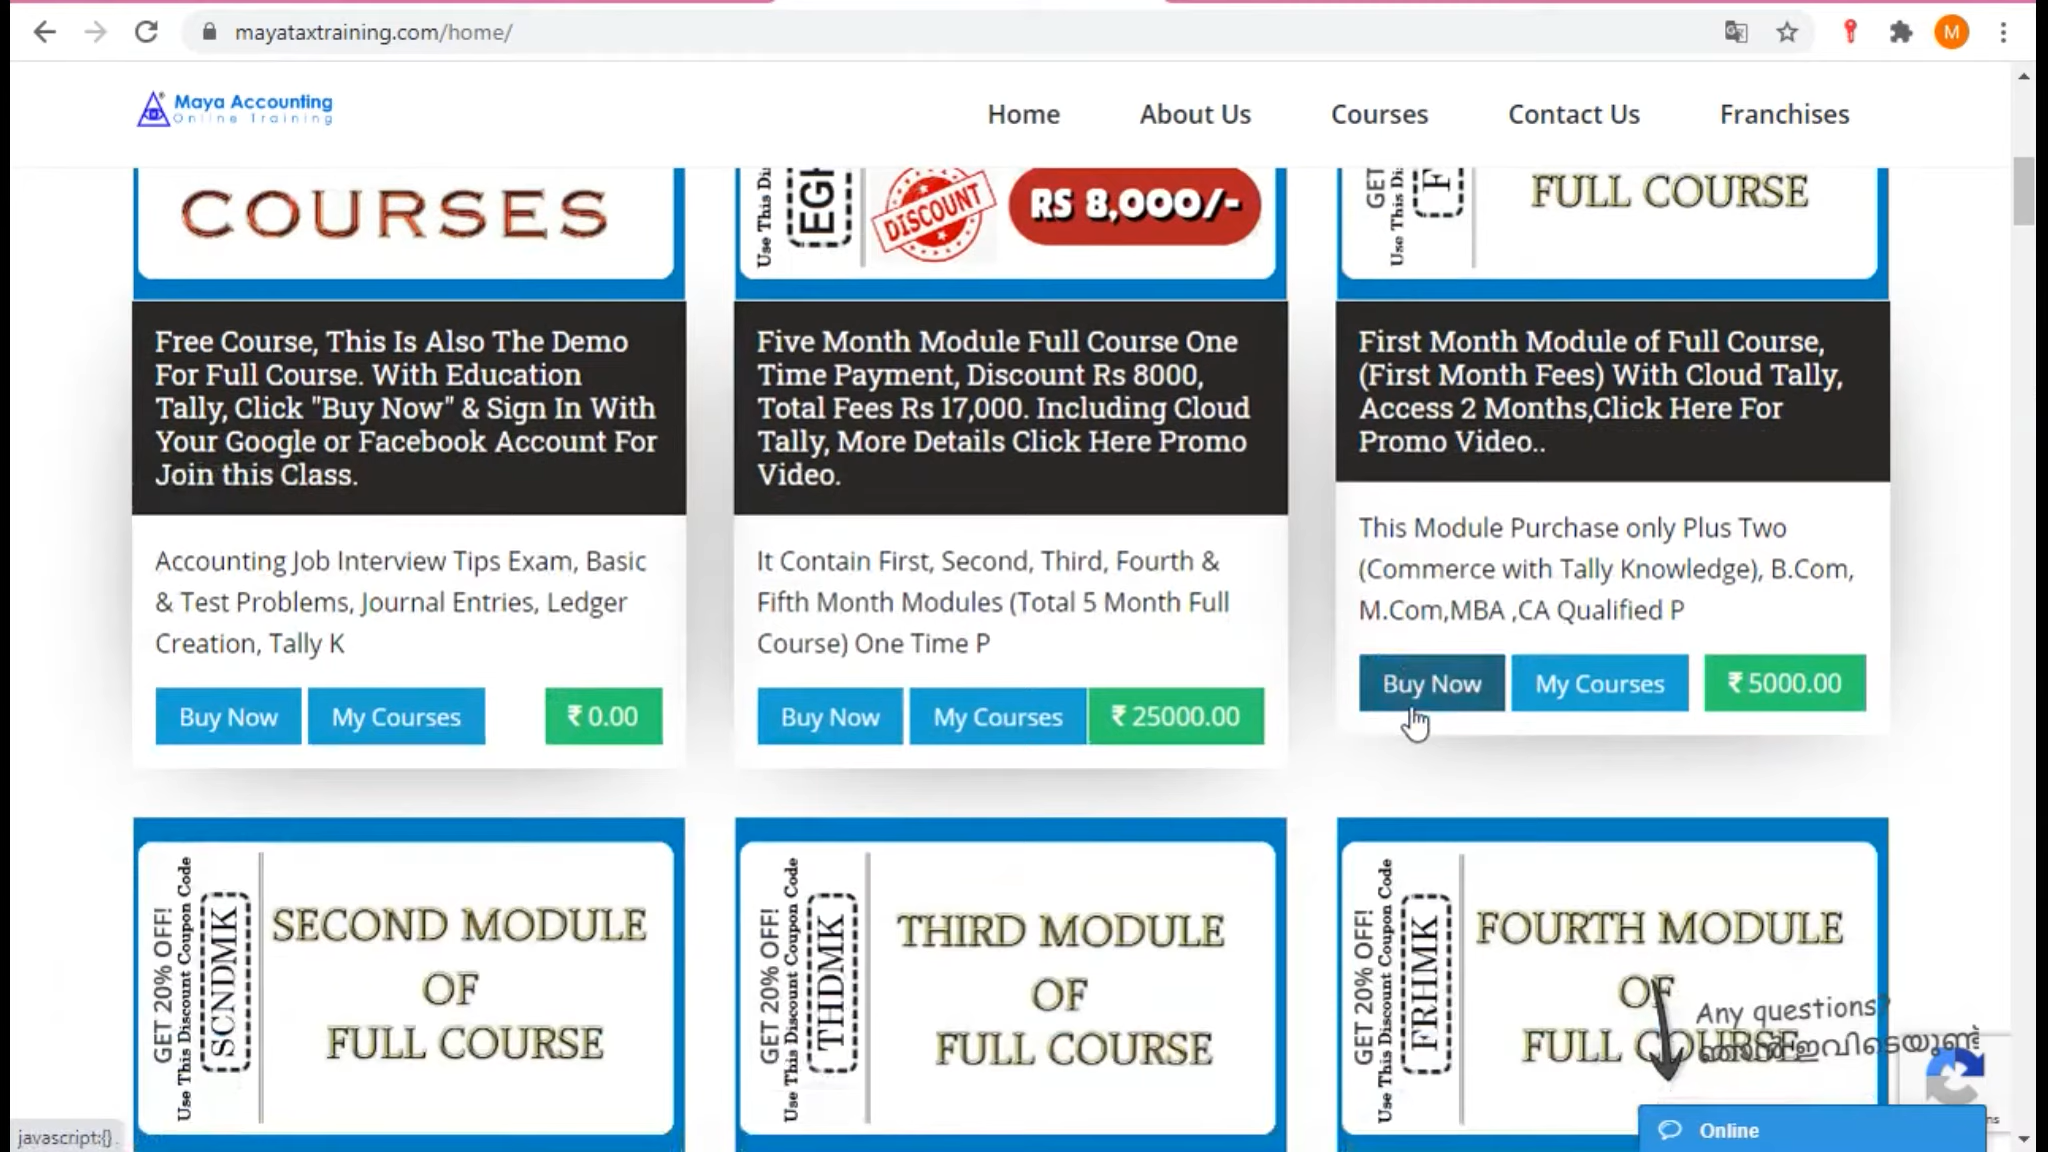 mayataxtraining.com/home/
M
Maya Accounting
Online Training
Home
About Us
Courses
Contact Us
Franchises
COURSES
Use This Di
DISCOUNT
RS 8,000/-
GET
Use This Di
FULL COURSE
Free Course, This Is Also The Demo
For Full Course. With Education
Tally, Click "Buy Now" & Sign In With
Your Google or Facebook Account For
Join this Class.
Accounting Job Interview Tips Exam, Basic
& Test Problems, Journal Entries, Ledger
Creation, Tally K
Buy Now
My Courses
₹ 0.00
Five Month Module Full Course One
Time Payment, Discount Rs 8000,
Total Fees Rs 17,000. Including Cloud
Tally, More Details Click Here Promo
Video.
It Contain First, Second, Third, Fourth &
Fifth Month Modules (Total 5 Month Full
Course) One Time P
Buy Now
My Courses
₹ 25000.00
First Month Module of Full Course,
(First Month Fees) With Cloud Tally,
Access 2 Months,Click Here For
Promo Video..
This Module Purchase only Plus Two
(Commerce with Tally Knowledge), B.Com,
M.Com,MBA ,CA Qualified P
Buy Now
My Courses
₹ 5000.00
GET 20% OFF!
Use This Discount Coupon Code
SCNDMK
SECOND MODULE
OF
FULL COURSE
GET 20% OFF!
Use This Discount Coupon Code
THDMK
THIRD MODULE
OF
FULL COURSE
GET 20% OFF!
Use This Discount Coupon Code
FRHMK
FOURTH MODULE
OF
FULL COURSE
Any questions?
ഞാൻ ഇവിടെയുണ്ട്
Online
javascript:{}